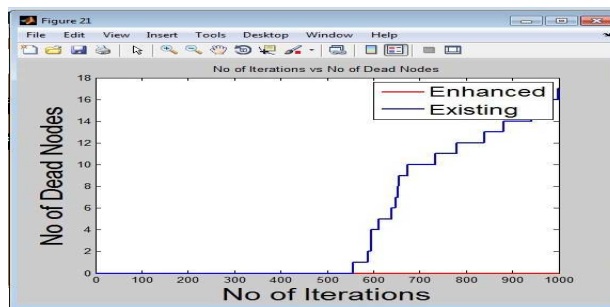 Figure 21
File Edit View Insert Tools Desktop Window Help
No of Iterations vs No of Dead Nodes
Enhanced
Existing
No of Dead Nodes
18
16
14
12
10
8
6
4
2
0
0 100 200 300 400 500 600 700 800 900 1000
No of Iterations